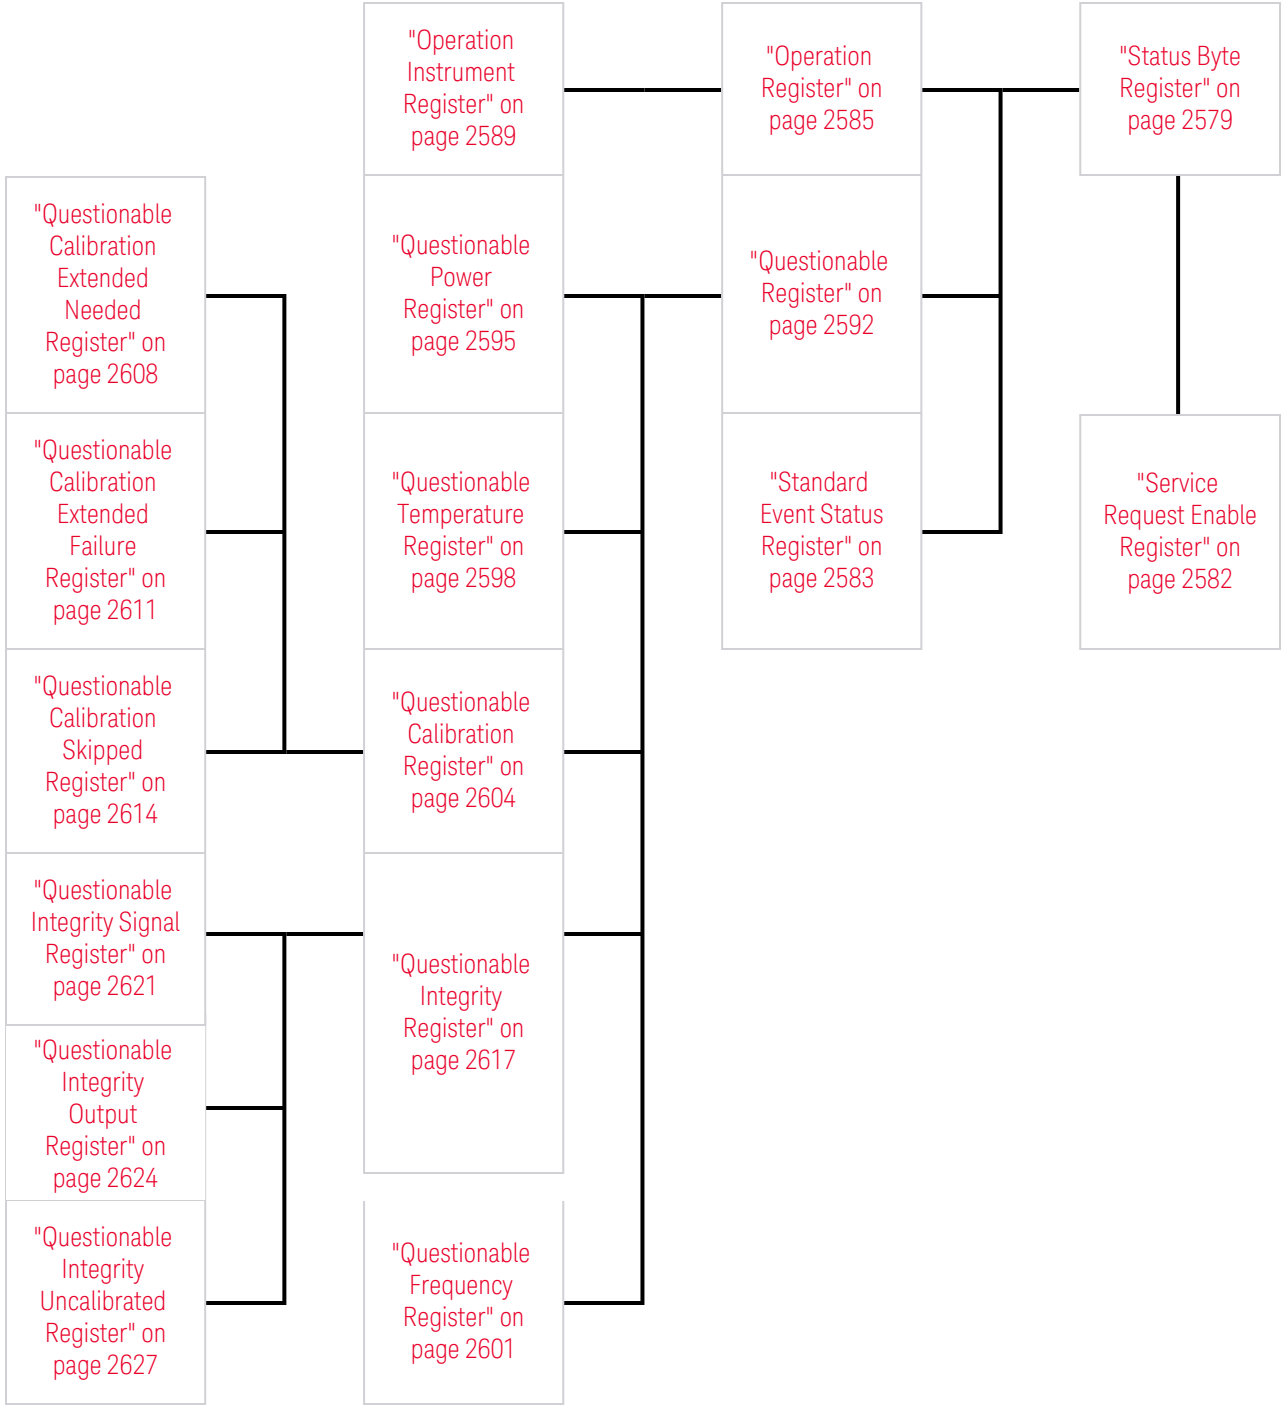 "Operation
Instrument
Register" on
page 2589
"Operation
Register" on
page 2585
"Status Byte
Register" on
page 2579
"Questionable
Calibration
Extended
Needed
Register" on
page 2608
"Questionable
Power
Register" on
page 2595
"Questionable
Register" on
page 2592
"Questionable
Calibration
Extended
Failure
Register" on
page 2611
"Questionable
Temperature
Register" on
page 2598
"Standard
Event Status
Register" on
page 2583
"Service
Request Enable
Register" on
page 2582
"Questionable
Calibration
Skipped
Register" on
page 2614
"Questionable
Calibration
Register" on
page 2604
"Questionable
Integrity Signal
Register" on
page 2621
"Questionable
Integrity
Register" on
page 2617
"Questionable
Integrity
Output
Register" on
page 2624
"Questionable
Integrity
Uncalibrated
Register" on
page 2627
"Questionable
Frequency
Register" on
page 2601